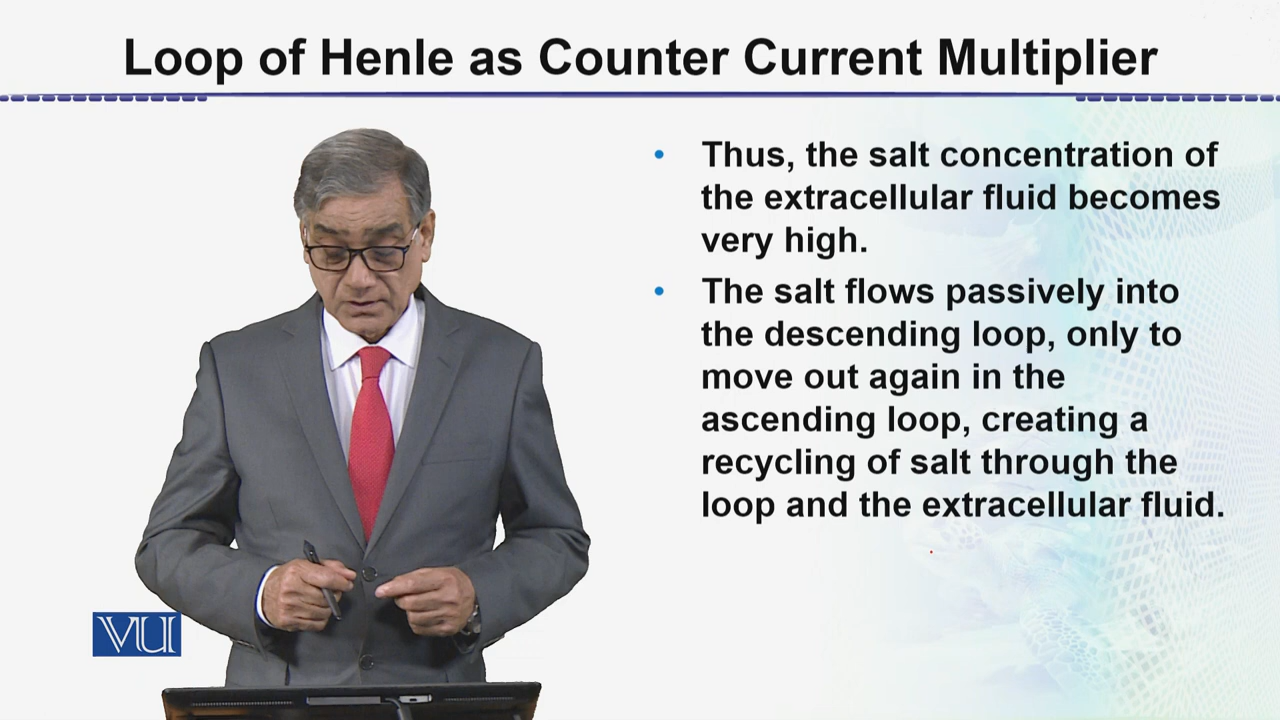 Loop of Henle as Counter Current Multiplier
• Thus, the salt concentration of
the extracellular fluid becomes
very high.
• The salt flows passively into
the descending loop, only to
move out again in the
ascending loop, creating a
recycling of salt through the
loop and the extracellular fluid.
VU